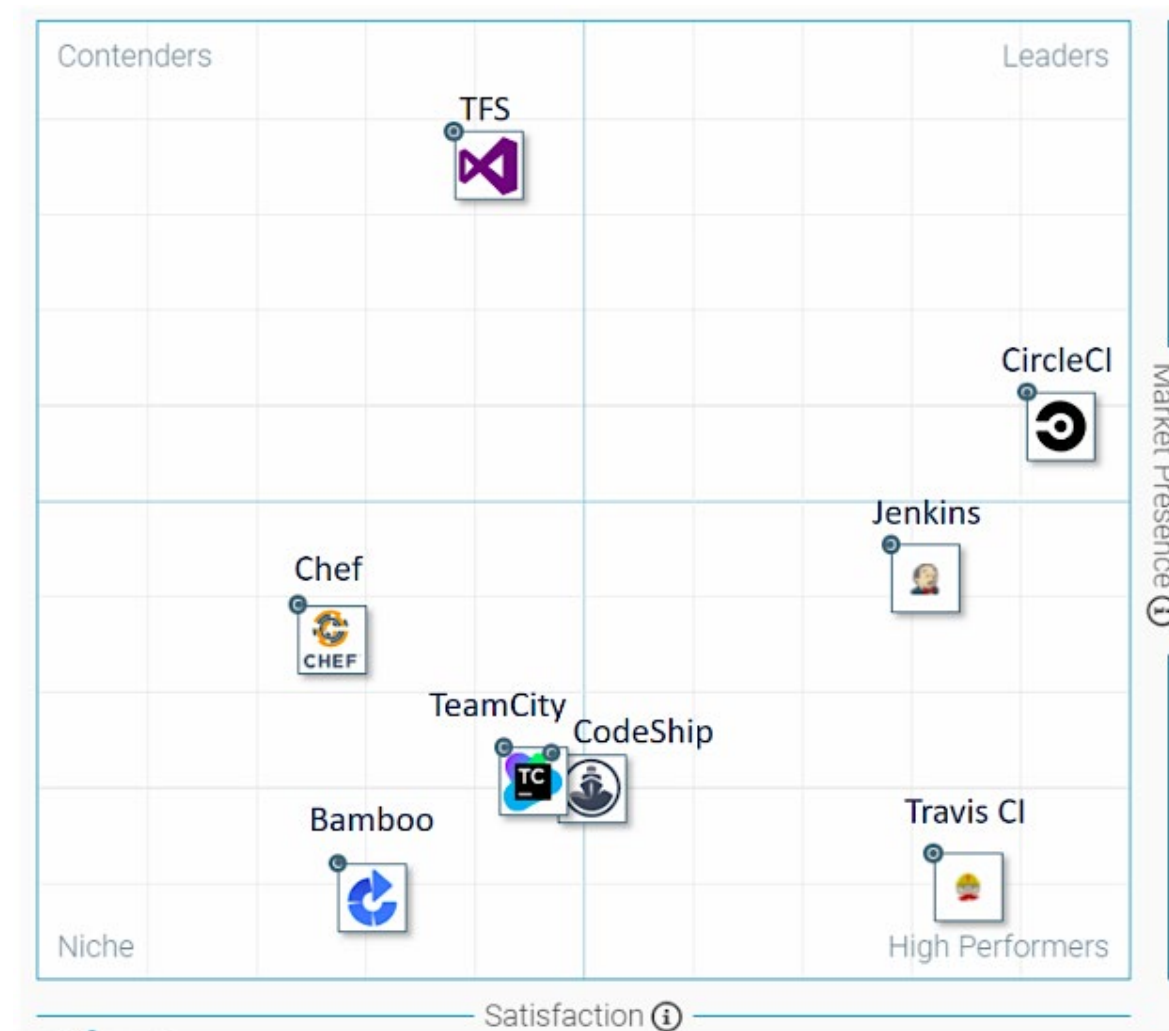 Contenders
Leaders
TFS
CircleCI
Market Presence
Jenkins
Chef
CHEF
TeamCity
CodeShip
TC
Bamboo
Travis CI
Niche
High Performers
Satisfaction